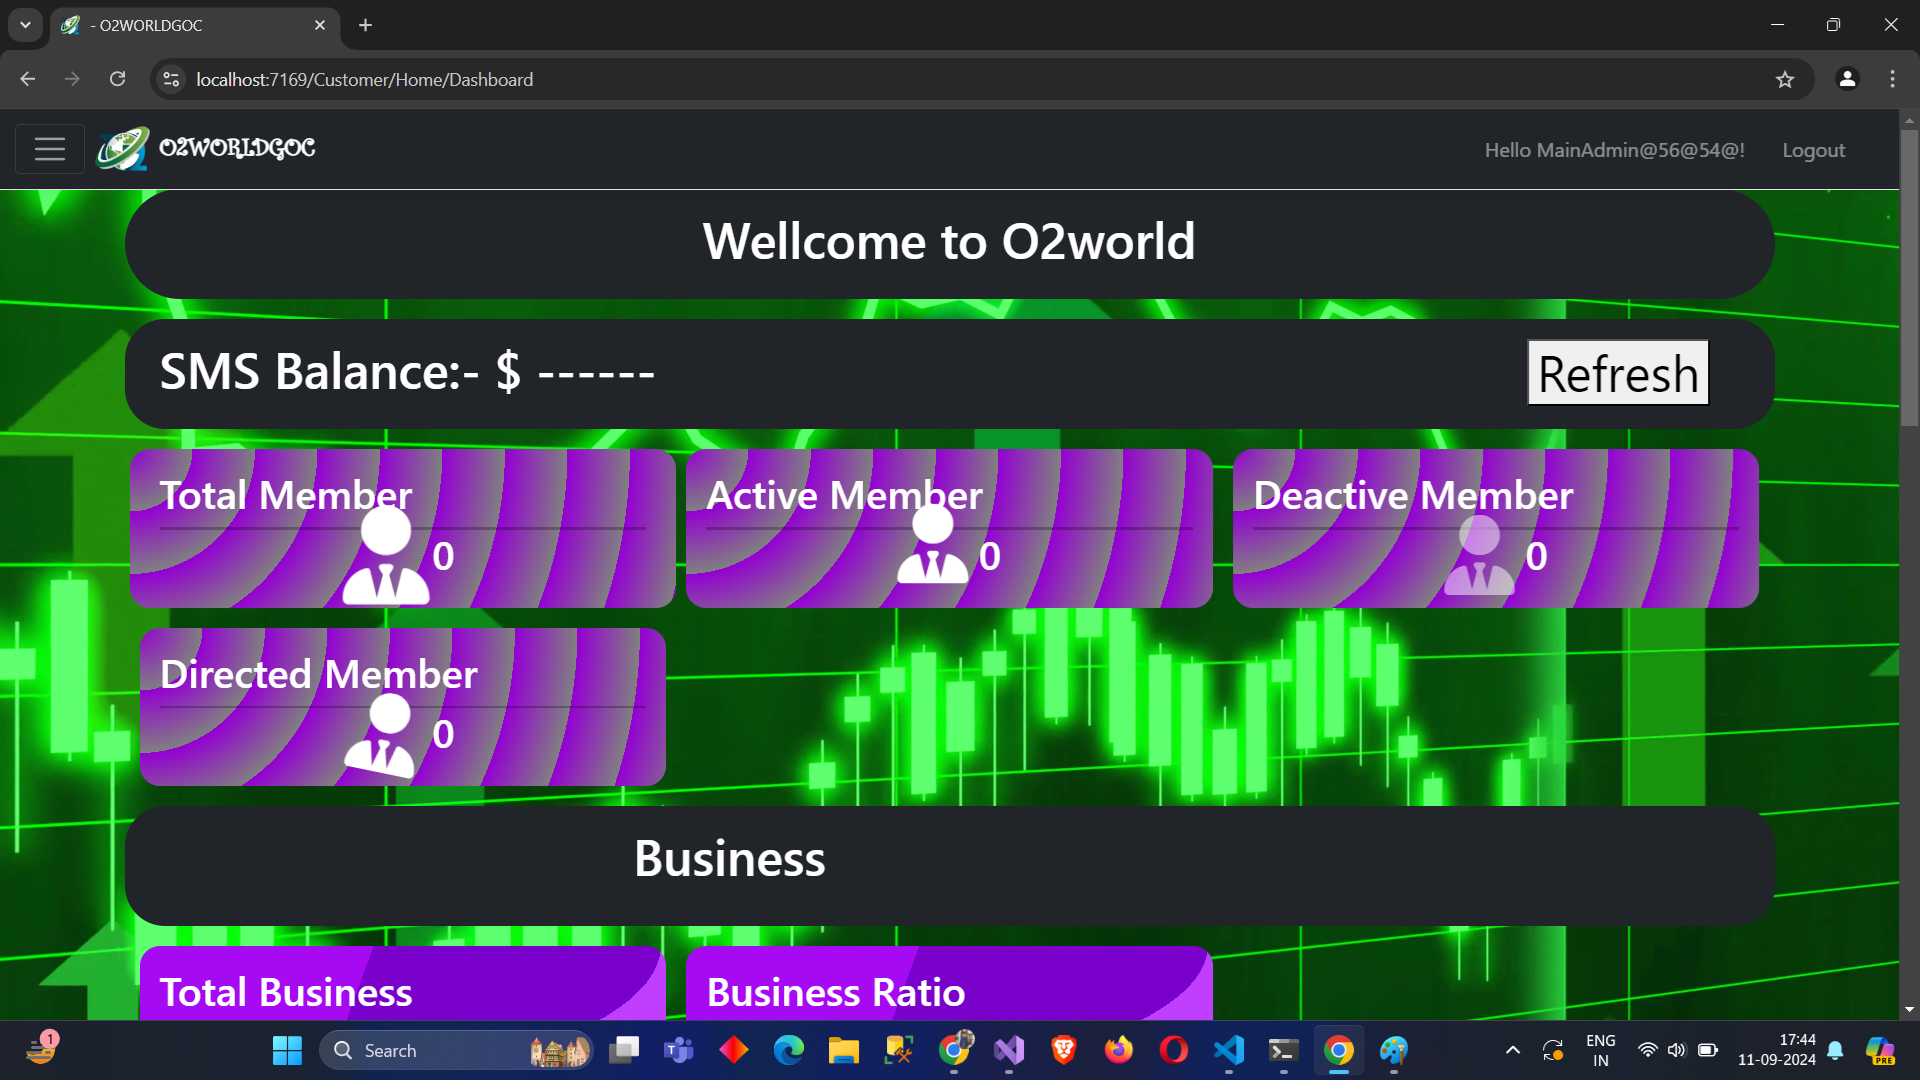 - O2WORLDGOC
localhost:7169/Customer/Home/Dashboard
O2WORLDGOC
Hello MainAdmin@56@54@!
Logout
Wellcome to O2world
SMS Balance:- $ ------
Refresh
Total Member
0
Active Member
0
Deactive Member
0
Directed Member
0
Business
Total Business
Business Ratio
1
Search
T
PRE
ENG
IN
17:44
11-09-2024